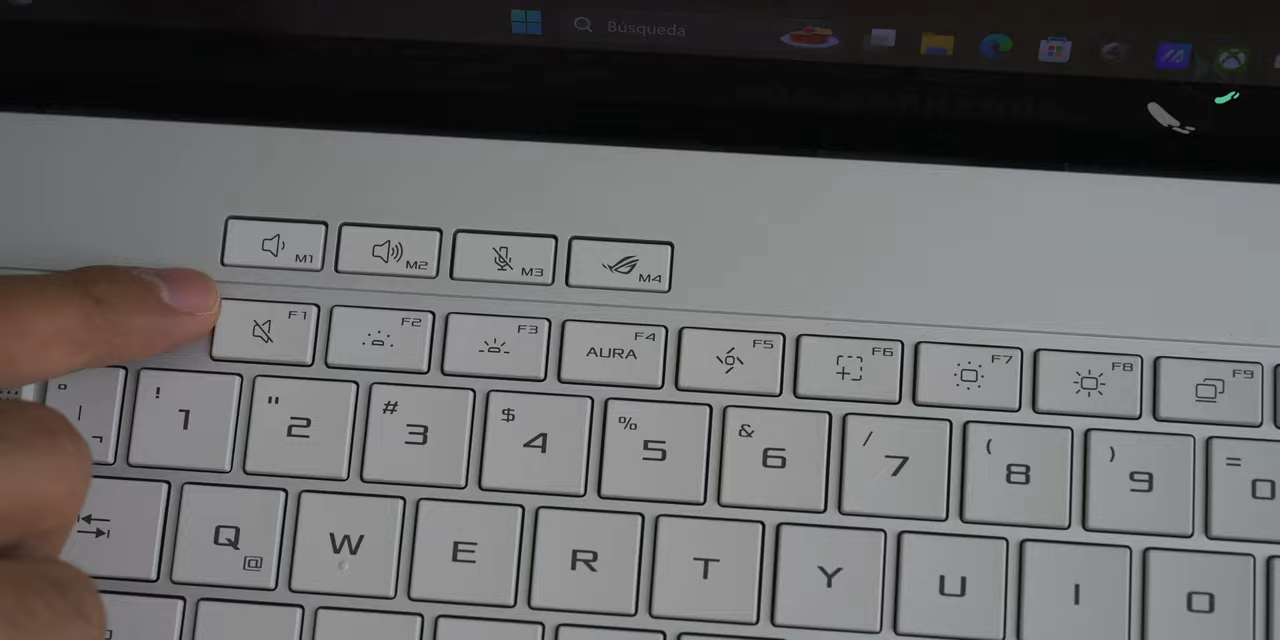 Búsqueda
M1 M2 M3 M4
F1 F2 F3 AURA F4 F5 F6 F7 F8 F9
° | ¬ ! 1 " 2 # 3 $ 4 % 5 & 6 / 7 ( 8 ) 9 = 0
Q @ W E R T Y U I O